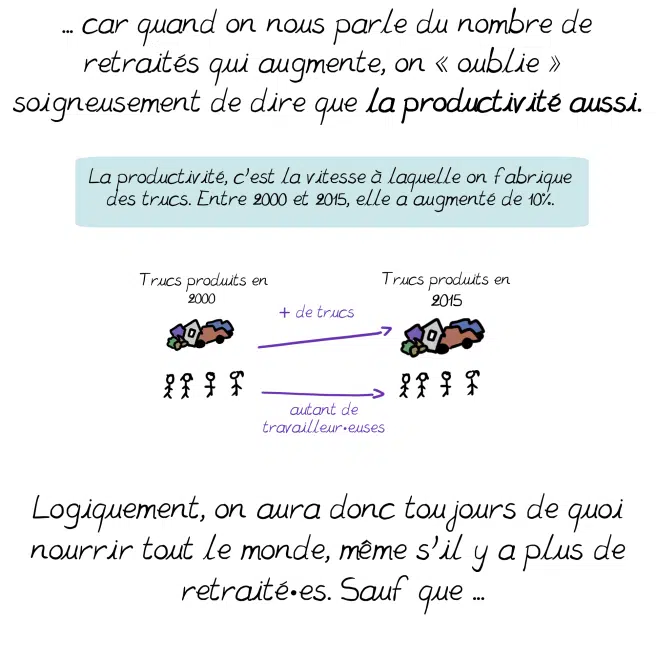 ... car quand on nous parle du nombre de
retraités qui augmente, on « oublie »
soigneusement de dire que la productivité aussi.
La productivité, c'est la vitesse à laquelle on fabrique
des trucs. Entre 2000 et 2015, elle a augmenté de 10%.
Trucs produits en
2000
+ de trucs
Trucs produits en
2015
autant de
travailleur•euses
Logiquement, on aura donc toujours de quoi
nourrir tout le monde, même s'il y a plus de
retraité•es. Sauf que ...